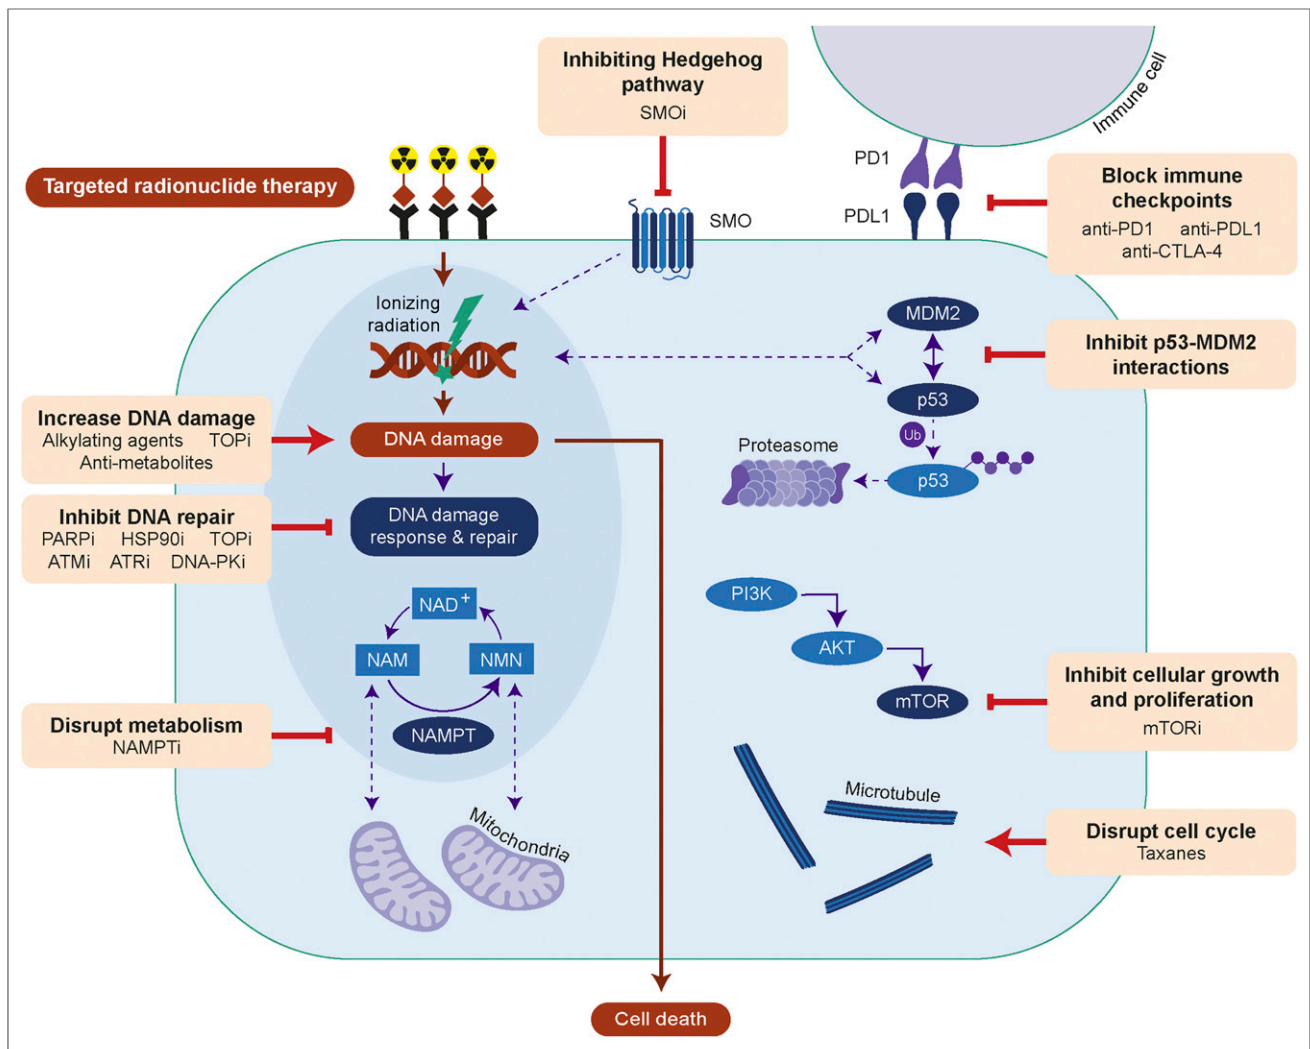 Inhibiting Hedgehog
pathway
SMOi
Immune cell
PD1
Targeted radionuclide therapy
Block immune
checkpoints
anti-PD1 anti-PDL1
anti-CTLA-4
SMO
PDL1
Ionizing
radiation
MDM2
Inhibit p53-MDM2
interactions
p53
Increase DNA damage
Alkylating agents TOPi
Anti-metabolites
DNA damage
Ub
Proteasome
p53
Inhibit DNA repair
PARPi HSP90i TOPi
ATMi ATRi DNA-PKi
DNA damage
response & repair
NAD+
PI3K
NAM
NMN
AKT
Inhibit cellular growth
and proliferation
mTORi
mTOR
Disrupt metabolism
NAMPTi
NAMPT
Microtubule
Mitochondria
Disrupt cell cycle
Taxanes
Cell death